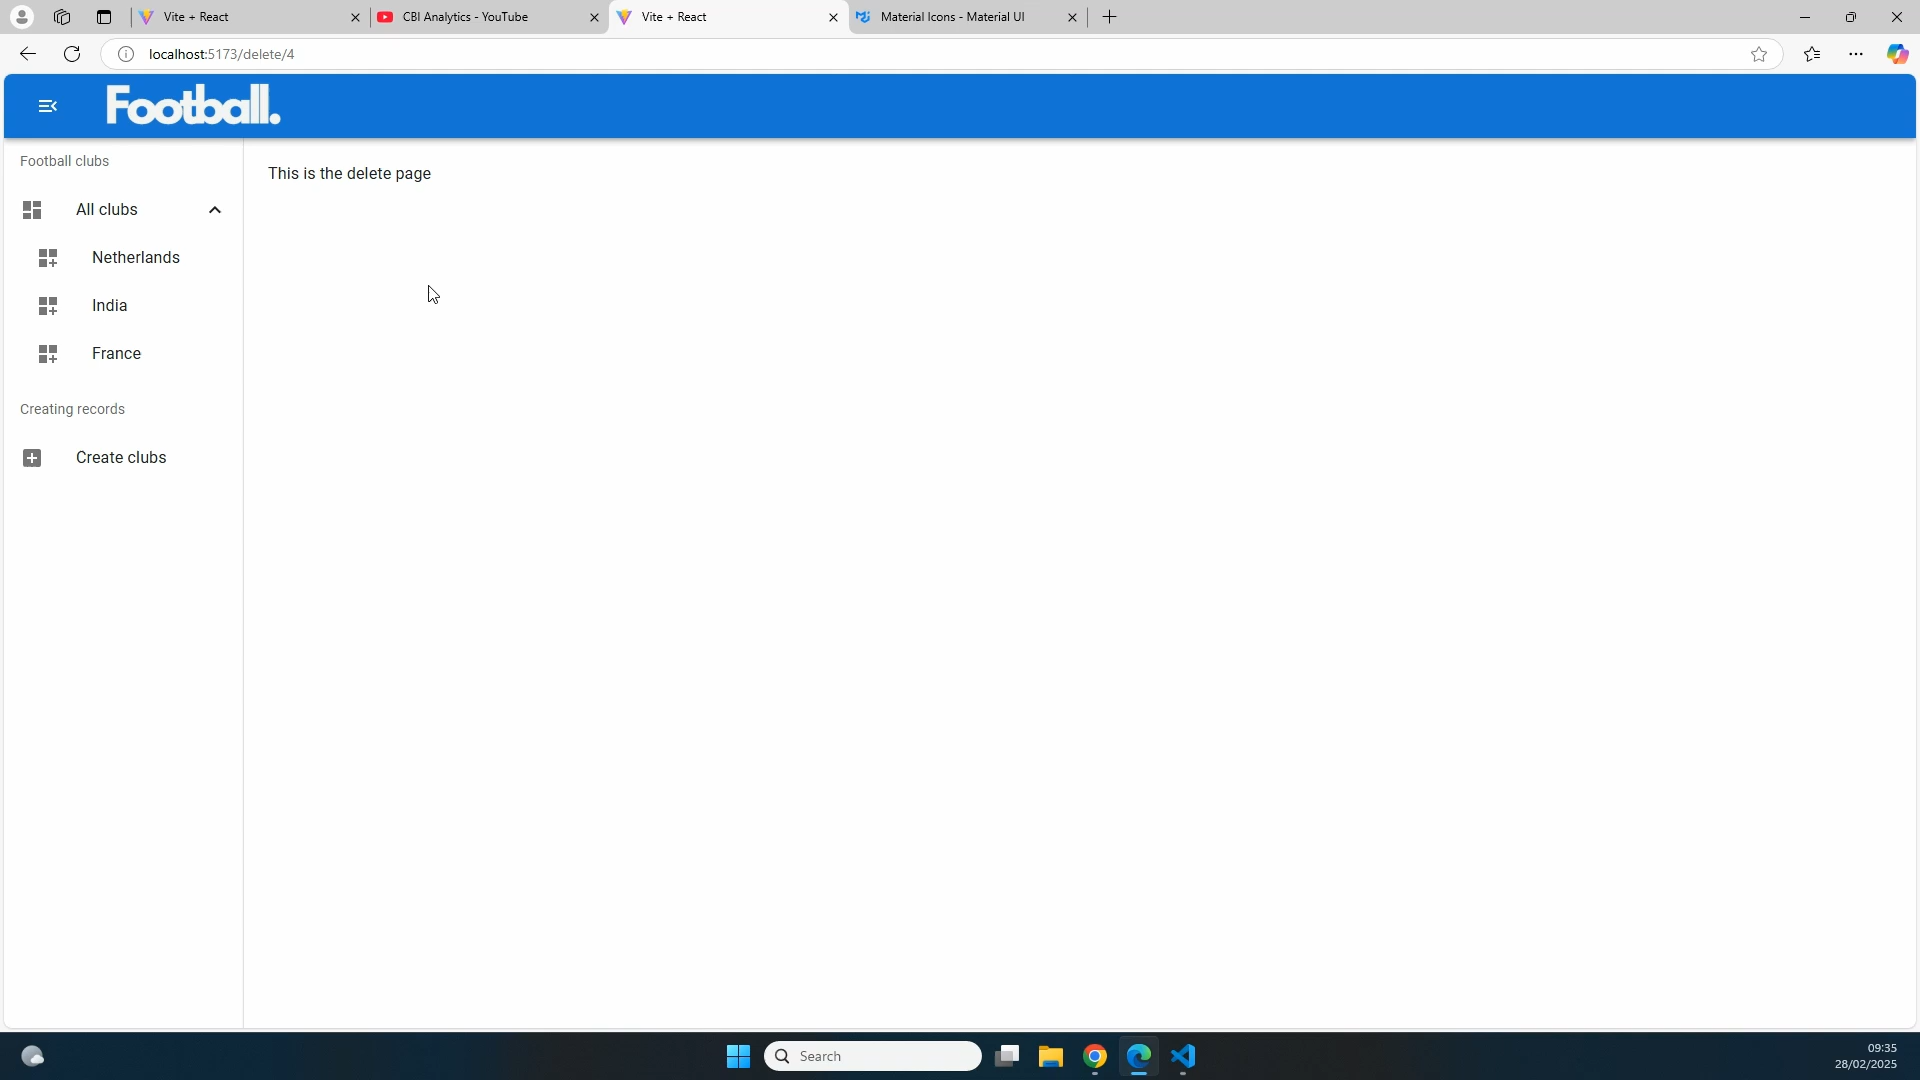 Vite + React
CBI Analytics - YouTube
Vite + React
Material Icons - Material UI
localhost:5173/delete/4
Football.
Football clubs
This is the delete page
All clubs
Netherlands
India
France
Creating records
Create clubs
Search
09:35
28/02/2025